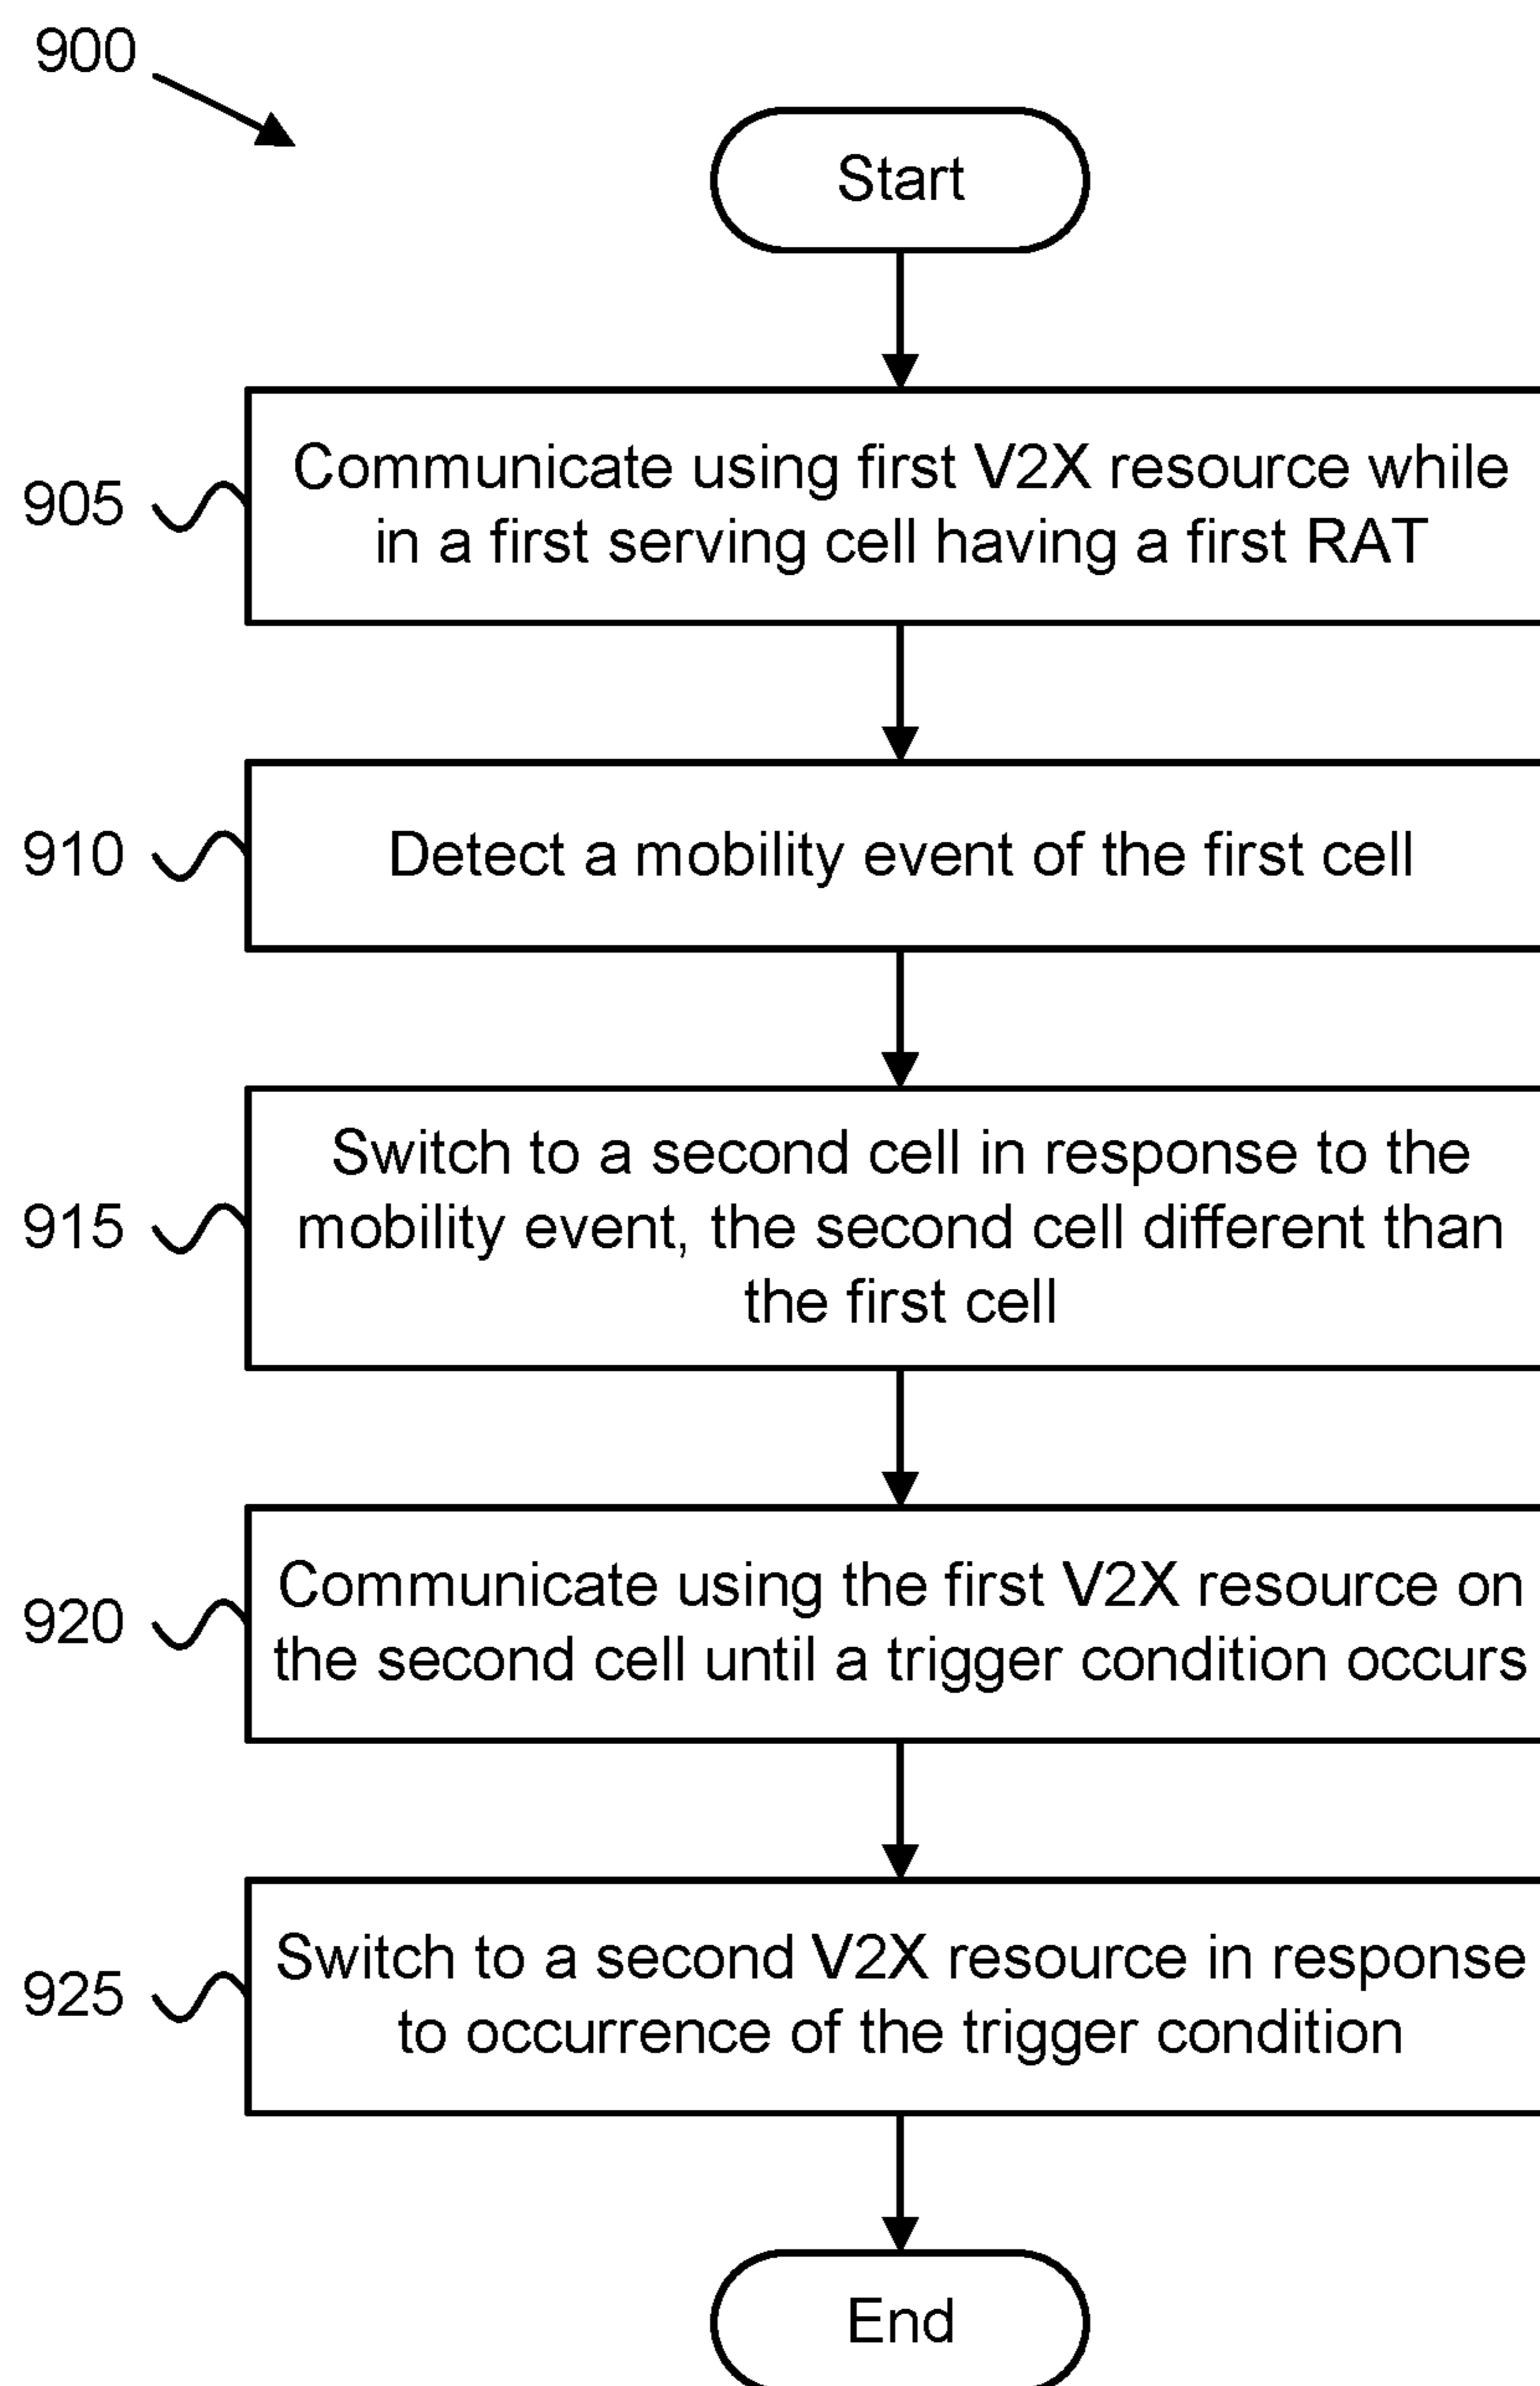 900
Start
905
Communicate using first V2X resource while
in a first serving cell having a first RAT
910
Detect a mobility event of the first cell
915
Switch to a second cell in response to the
mobility event, the second cell different than
the first cell
920
Communicate using the first V2X resource on
the second cell until a trigger condition occurs
925
Switch to a second V2X resource in response
to occurrence of the trigger condition
End